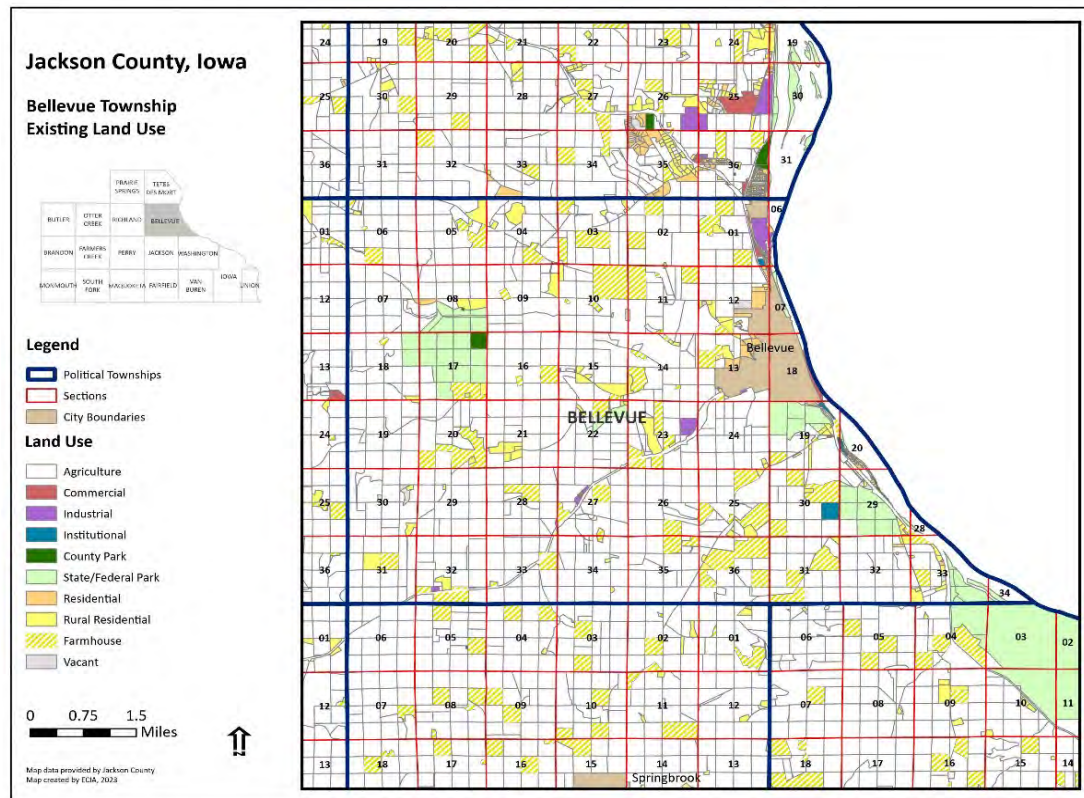 Jackson County, Iowa
Bellevue Township
Existing Land Use
PRAIRIE
SPRINGS
TETES
DES MORT
BUTLER
OTTER
CREEK
RICHLAND
BELLEVUE
BRANDON
FARMERS
CREEK
PERRY
JACKSON
WASHINGTON
MONMOUTH
SOUTH
FORK
MAQUOKETA
FAIRFIELD
VAN
BUREN
IOWA
UNION
Legend
Political Townships
Sections
City Boundaries
Land Use
Agriculture
Commercial
Industrial
Institutional
County Park
State/Federal Park
Residential
Rural Residential
Farmhouse
Vacant
0 0.75 1.5
Miles
N
Map data provided by Jackson County
Map created by ECIA, 2023
24 19 20 21 22 23 24 19
25 30 29 28 27 26 25 30
36 31 32 33 34 35 36 31
01 06 05 04 03 02 01 06
12 07 08 09 10 11 12 07
Bellevue
18 17 16 15 14 13 18
BELLEVUE
24 19 20 21 22 23 24 19 20
25 30 29 28 27 26 25 30 29 28
36 31 32 33 34 35 36 31 32 33 34
01 06 05 04 03 02 01 06 05 04 03 02
12 07 08 09 10 11 12 07 08 09 10 11
13 18 17 16 15 14 13 18 17 16 15 14
Springbrook